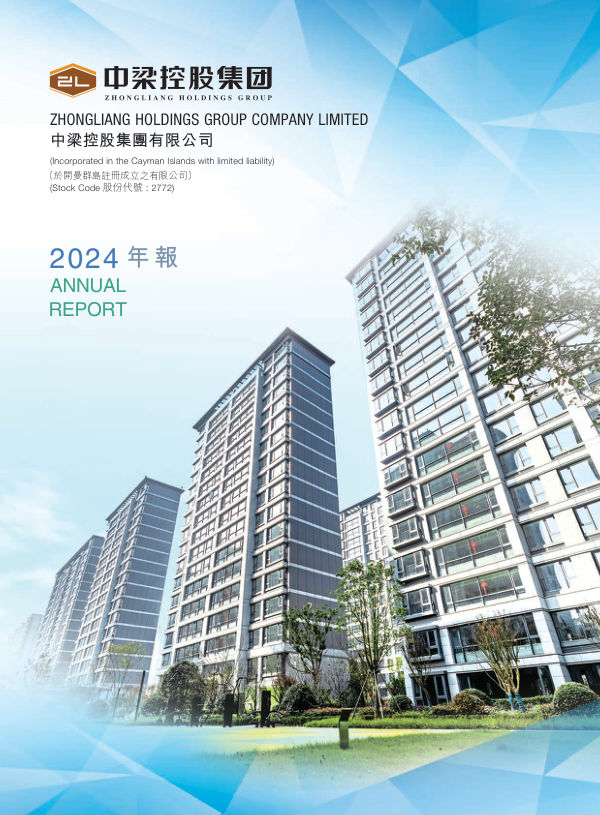 ZL 中梁控股集团
ZHONGLIANG HOLDINGS GROUP
ZHONGLIANG HOLDINGS GROUP COMPANY LIMITED
中梁控股集團有限公司
(Incorporated in the Cayman Islands with limited liability)
(於開曼群島註冊成立之有限公司)
(Stock Code 股份代號 : 2772)
2024 年報
ANNUAL
REPORT